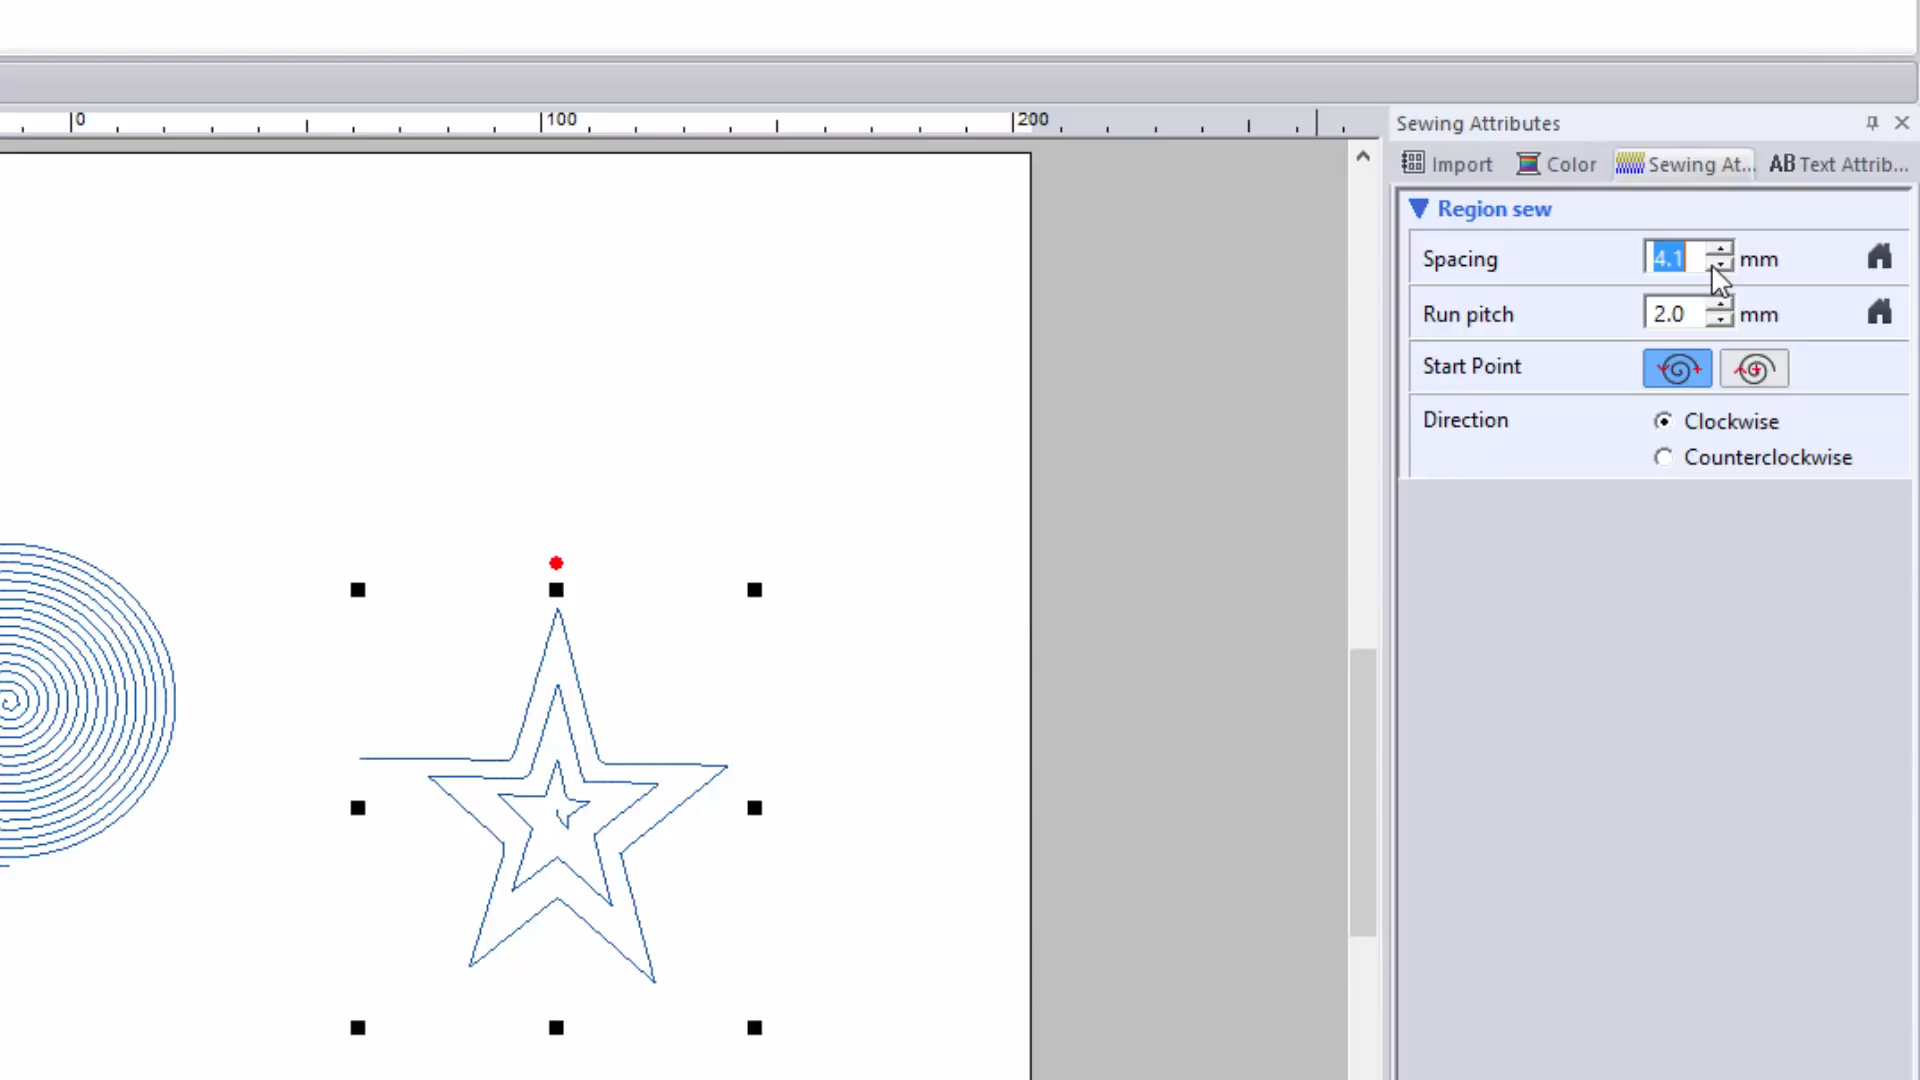 0 100 200
Sewing Attributes
Import Color Sewing At... AB Text Attrib...
Region sew
Spacing 4.1 mm
Run pitch 2.0 mm
Start Point
Direction Clockwise
Counterclockwise